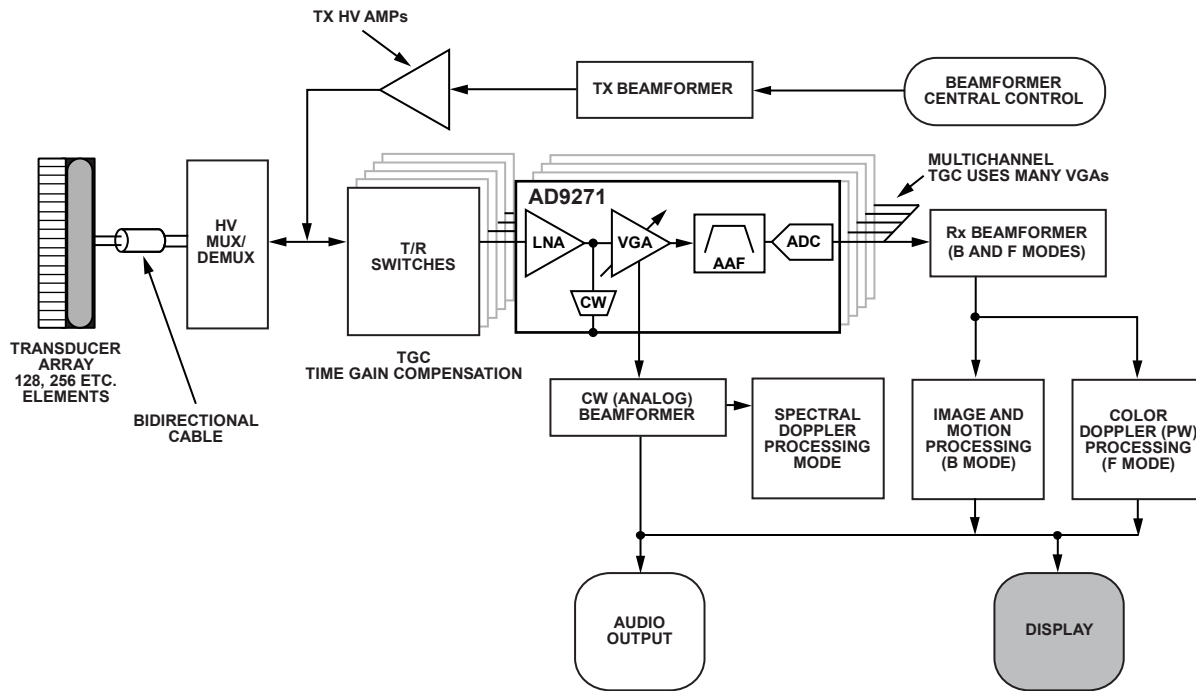 TX HV AMPs
TX BEAMFORMER
BEAMFORMER
CENTRAL CONTROL
MULTICHANNEL
TGC USES MANY VGAs
HV
MUX/
DEMUX
T/R
SWITCHES
AD9271
LNA
VGA
AAF
ADC
CW
Rx BEAMFORMER
(B AND F MODES)
TRANSDUCER
ARRAY
128, 256 ETC.
ELEMENTS
BIDIRECTIONAL
CABLE
TGC
TIME GAIN COMPENSATION
CW (ANALOG)
BEAMFORMER
SPECTRAL
DOPPLER
PROCESSING
MODE
IMAGE AND
MOTION
PROCESSING
(B MODE)
COLOR
DOPPLER (PW)
PROCESSING
(F MODE)
AUDIO
OUTPUT
DISPLAY